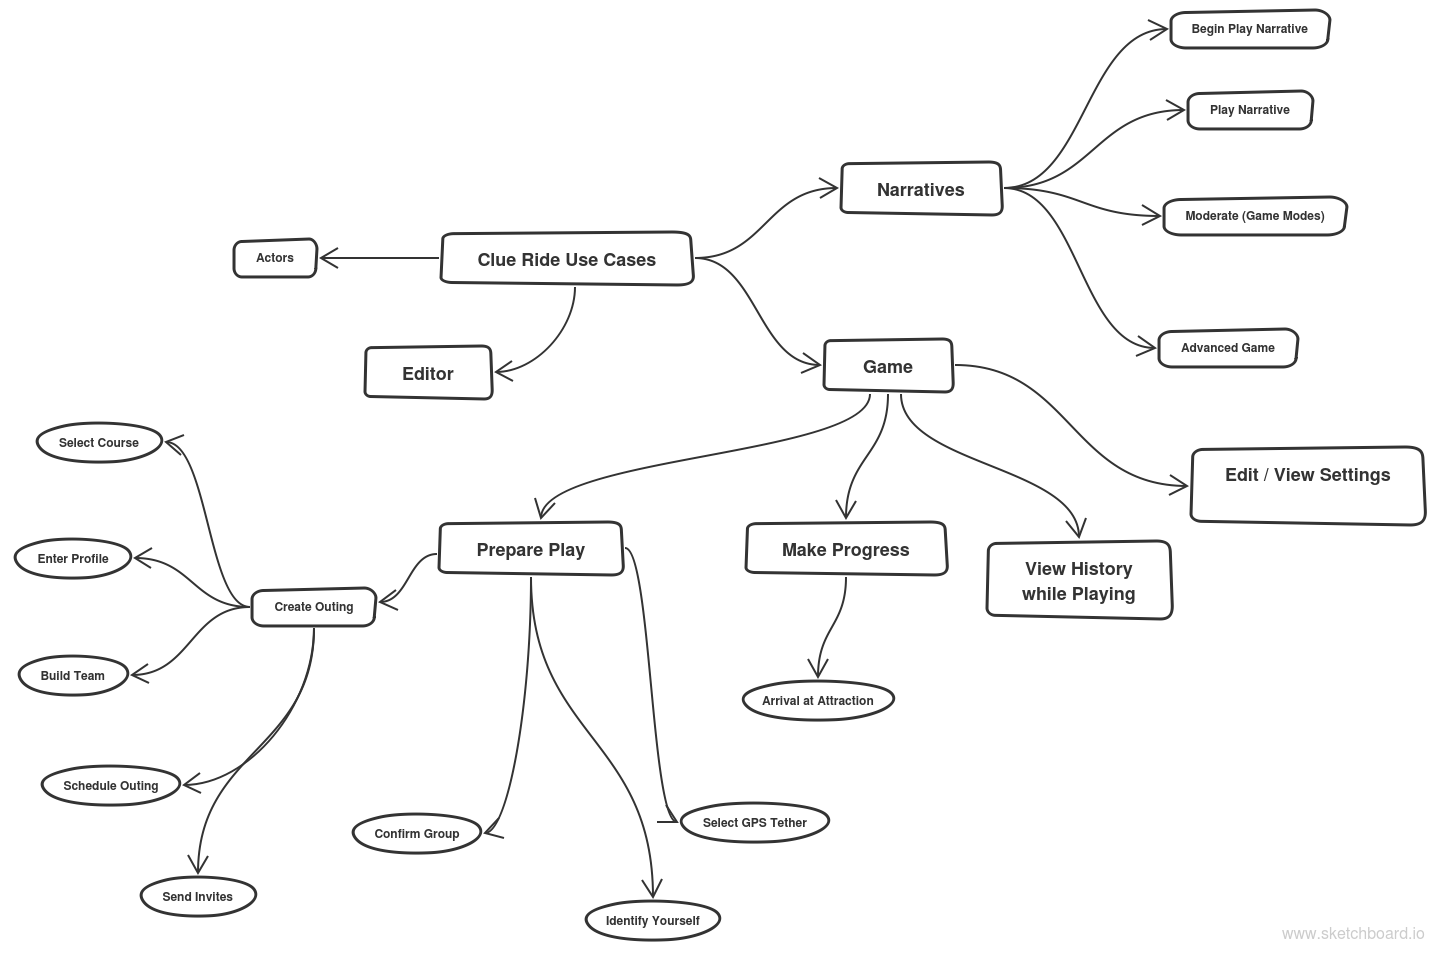 Begin Play Narrative
Play Narrative
Narratives
Moderate (Game Modes)
Actors
Clue Ride Use Cases
Advanced Game
Editor
Game
Select Course
Edit / View Settings
Prepare Play
Make Progress
View History
while Playing
Enter Profile
Create Outing
Build Team
Arrival at Attraction
Schedule Outing
Confirm Group
Select GPS Tether
Send Invites
Identify Yourself
www.sketchboard.io